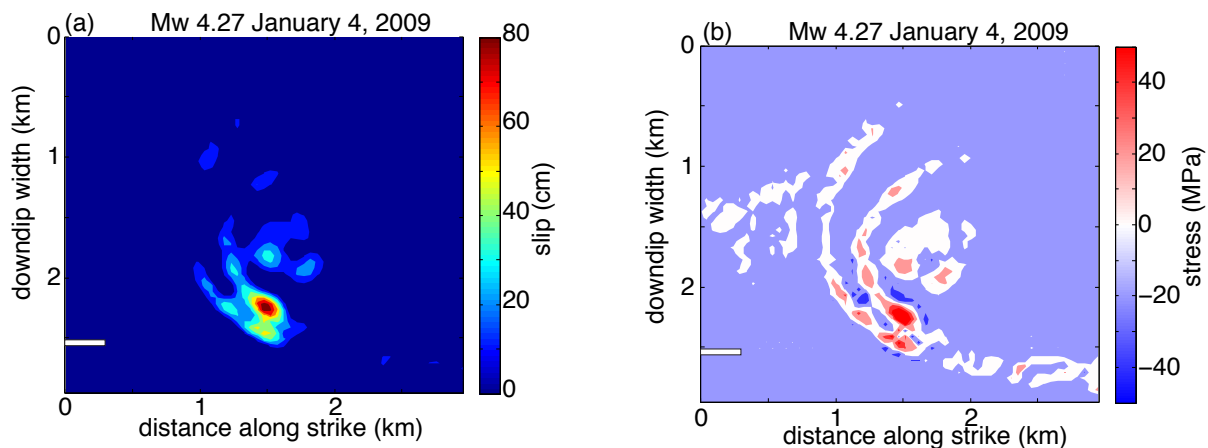 (a) Mw 4.27 January 4, 2009
0
1
2
downdip width (km)
0 1 2
distance along strike (km)
80
60
40
20
0
slip (cm)
(b) Mw 4.27 January 4, 2009
0
1
2
downdip width (km)
0 1 2
distance along strike (km)
40
20
0
−20
−40
stress (MPa)